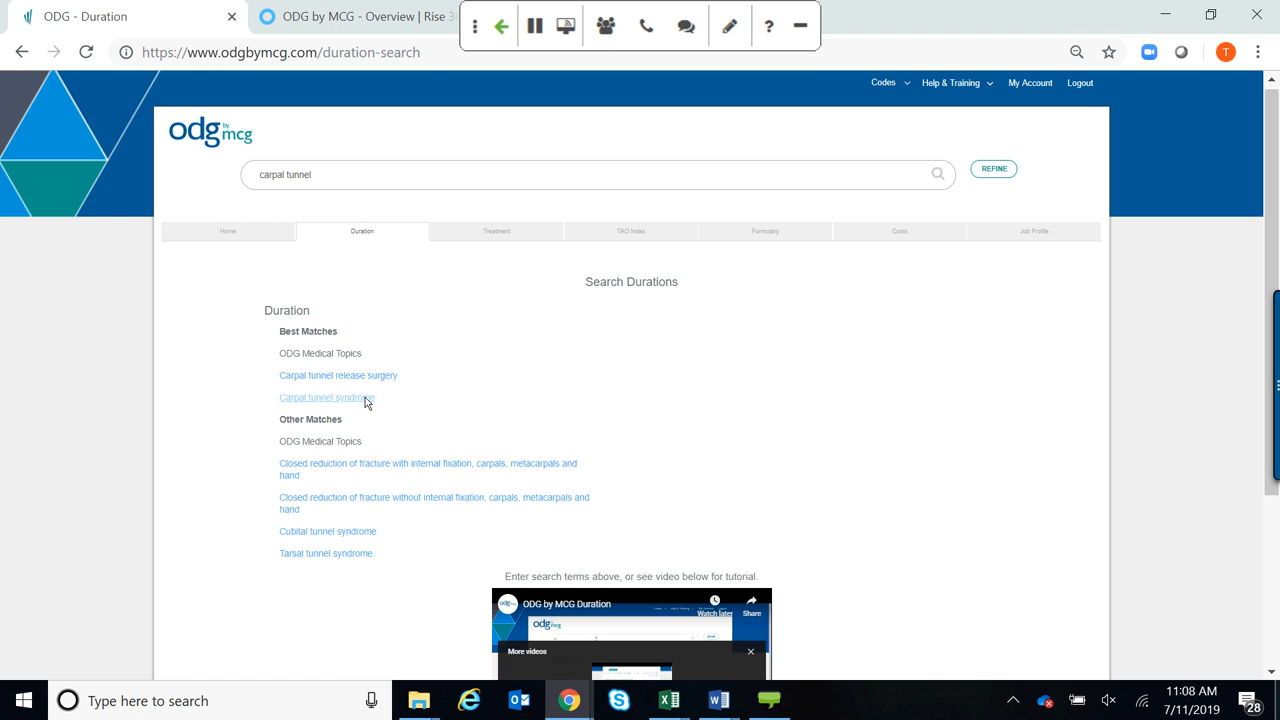 ODG - Duration
ODG by MCG - Overview | Rise 3
https://www.odgbymcg.com/duration-search
T
Codes
Help & Training
My Account
Logout
odg by mcg
carpal tunnel
REFINE
Home
Duration
Treatment
TAO Index
Formulary
Costs
Job Profile
Search Durations
Duration
Best Matches
ODG Medical Topics
Carpal tunnel release surgery
Carpal tunnel syndrome
Other Matches
ODG Medical Topics
Closed reduction of fracture with internal fixation, carpals, metacarpals and
hand
Closed reduction of fracture without internal fixation, carpals, metacarpals and
hand
Cubital tunnel syndrome
Tarsal tunnel syndrome
Enter search terms above, or see video below for tutorial.
ODG by MCG Duration
Watch later
Share
odg mcg
More videos
Type here to search
11:08 AM
7/11/2019
28